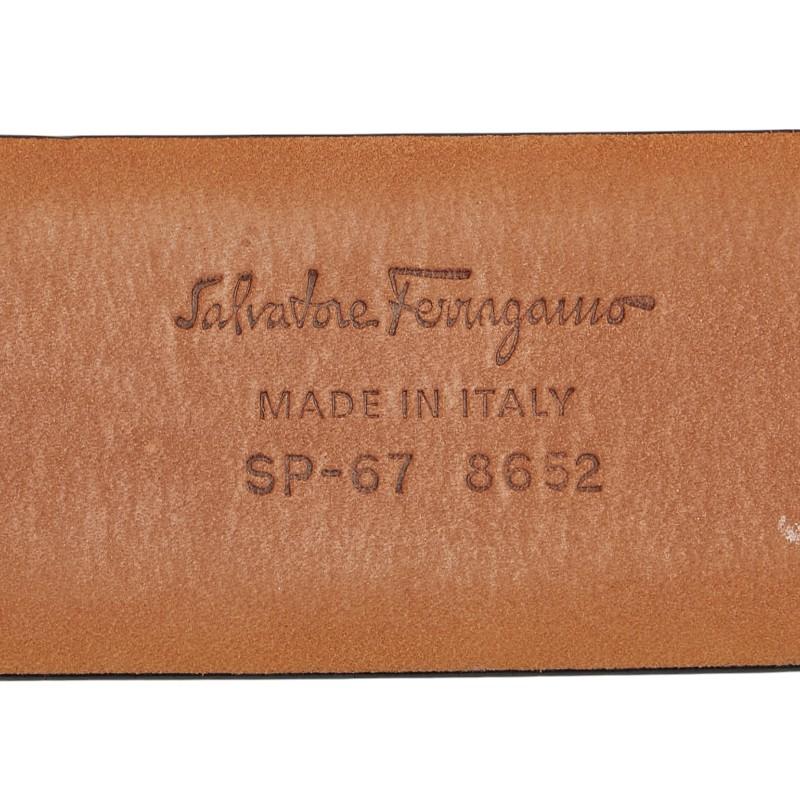 Salvatore Ferragamo
MADE IN ITALY
SP-67 8652